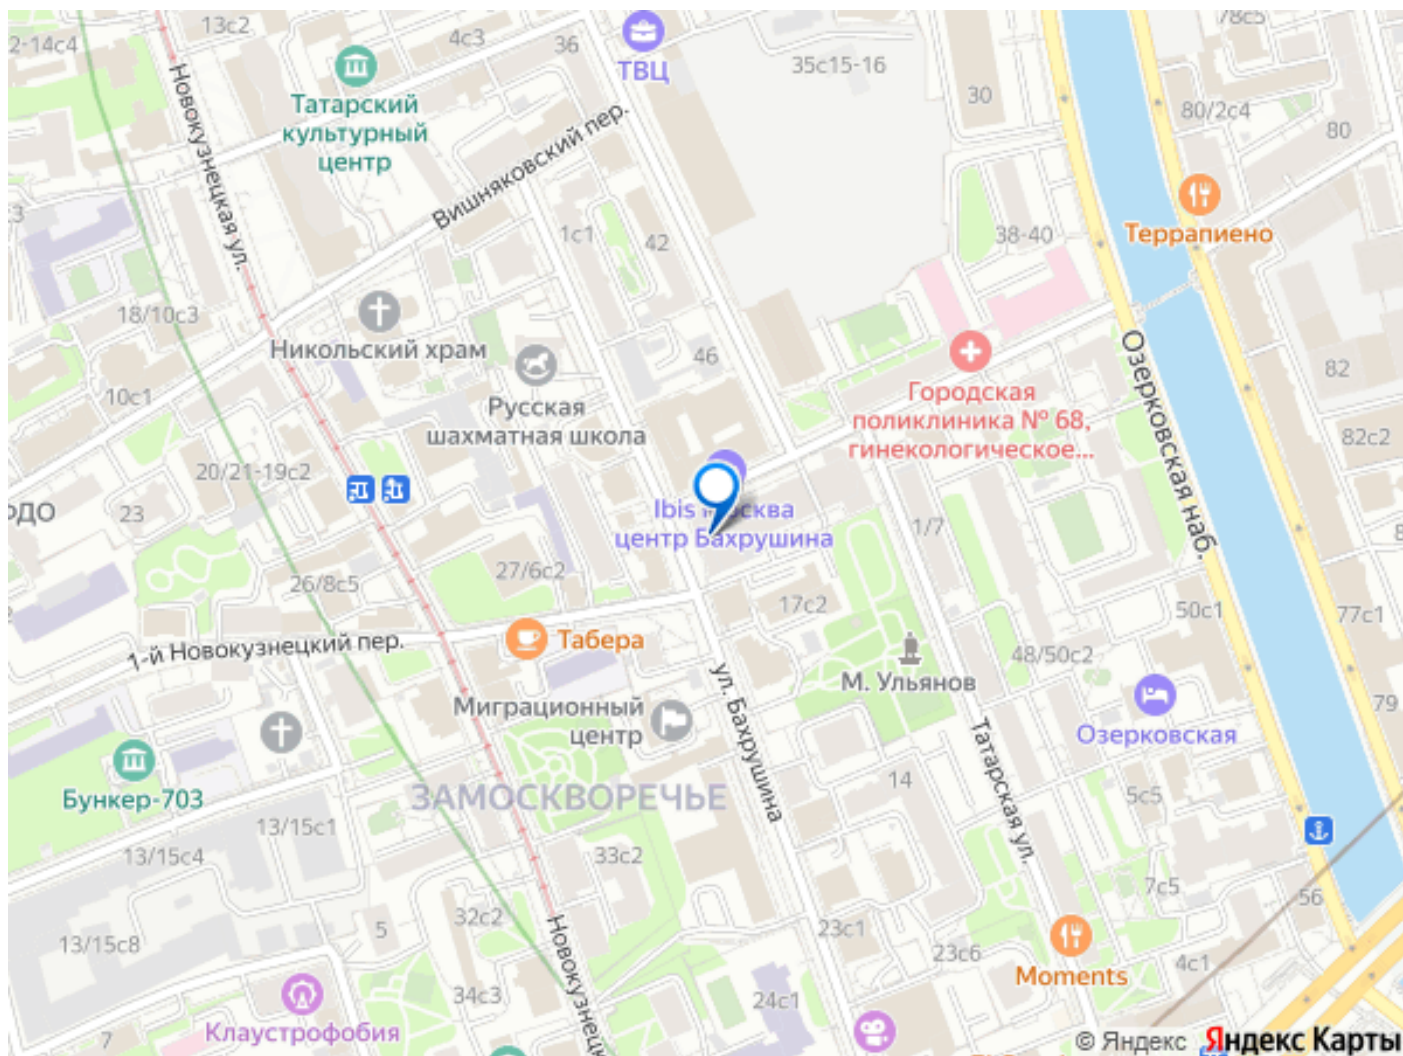 78с5
13с2
2-14с4
4с3
36
ТВЦ
35с15-16
30
80/2с4
80
Татарский
культурный
центр
Новокузнецкая ул.
Вишняковский пер.
1с1
42
38-40
Террапиено
18/10с3
Никольский храм
46
Озерковская наб.
82
10с1
Русская
шахматная школа
Городская
поликлиника № 68,
гинекологическое...
82с2
20/21-19с2
23
Ibis
центр Бахрушина
1/7
26/8с5
27/6с2
17с2
50с1
77с1
1-й Новокузнецкий пер.
Табера
48/50с2
М. Ульянов
ул. Бахрушина
Миграционный
центр
79
Озерковская
Татарская ул.
Бункер-703
ЗАМОСКВОРЕЧЬЕ
14
5с5
13/15с1
13/15с4
33с2
7с5
56
32с2
5
23с1
13/15с8
23с6
4с1
Moments
Новокузнецк
34с3
24с1
Клаустрофобия
7
© Яндекс Яндекс Карты